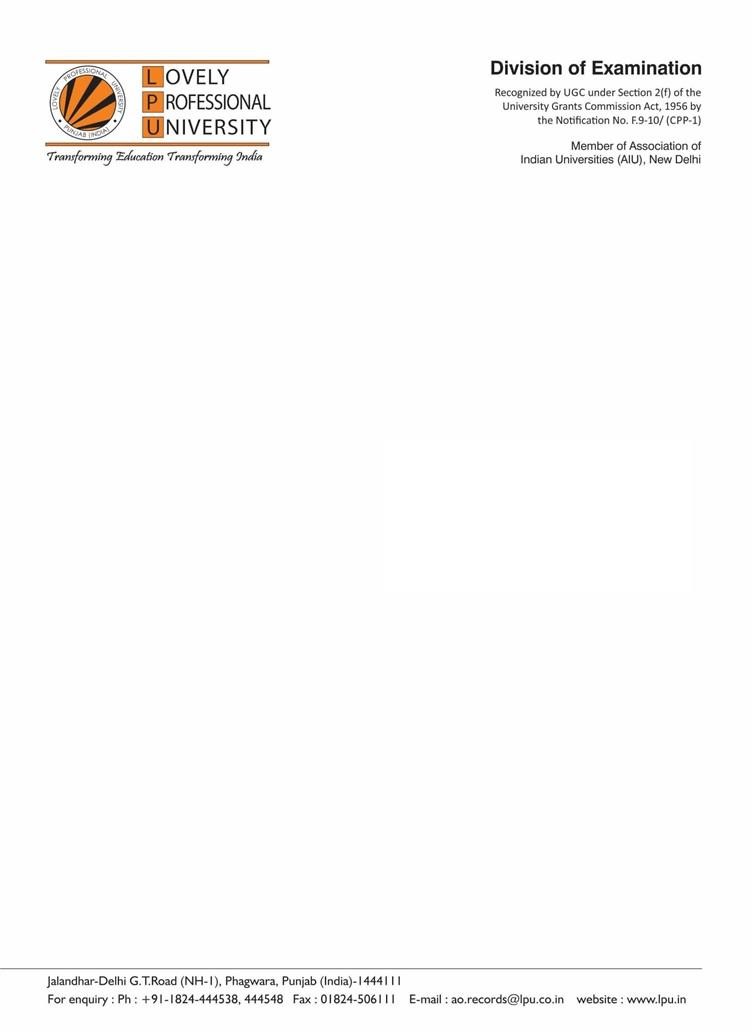 LOVELY PROFESSIONAL UNIVERSITY
PUNJAB (INDIA)
LOVELY
PROFESSIONAL
UNIVERSITY
Transforming Education Transforming India
Division of Examination
Recognized by UGC under Section 2(f) of the
University Grants Commission Act, 1956 by
the Notification No. F.9-10/ (CPP-1)
Member of Association of
Indian Universities (AIU), New Delhi
Jalandhar-Delhi G.T.Road (NH-1), Phagwara, Punjab (India)-1444111
For enquiry : Ph : +91-1824-444538, 444548 Fax : 01824-506111 E-mail : ao.records@lpu.co.in website : www.lpu.in